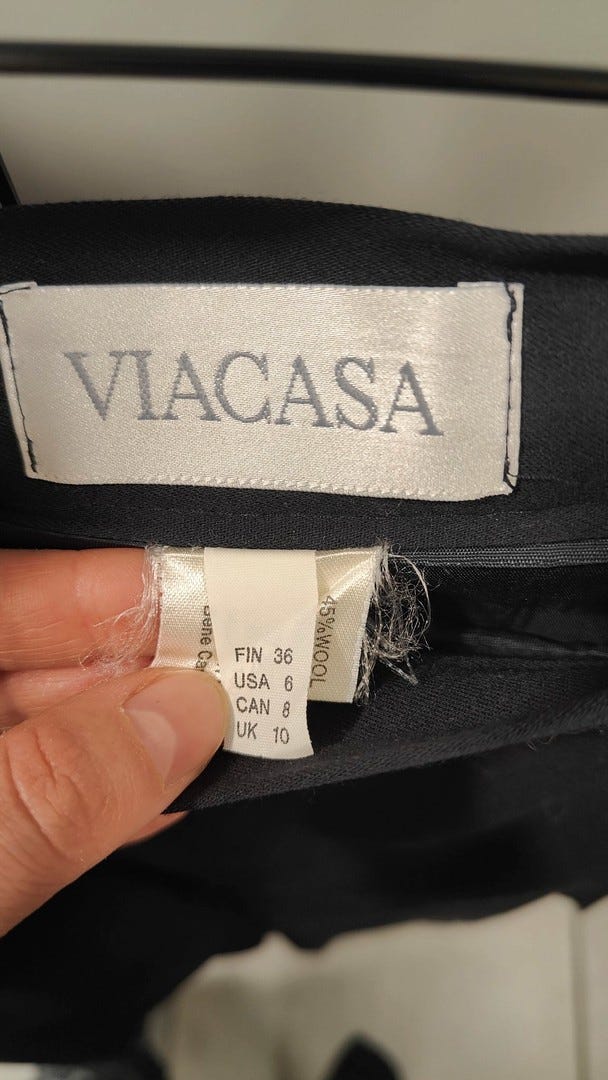 VIACASA
FIN 36
USA 6
CAN 8
UK 10
45%WOOL